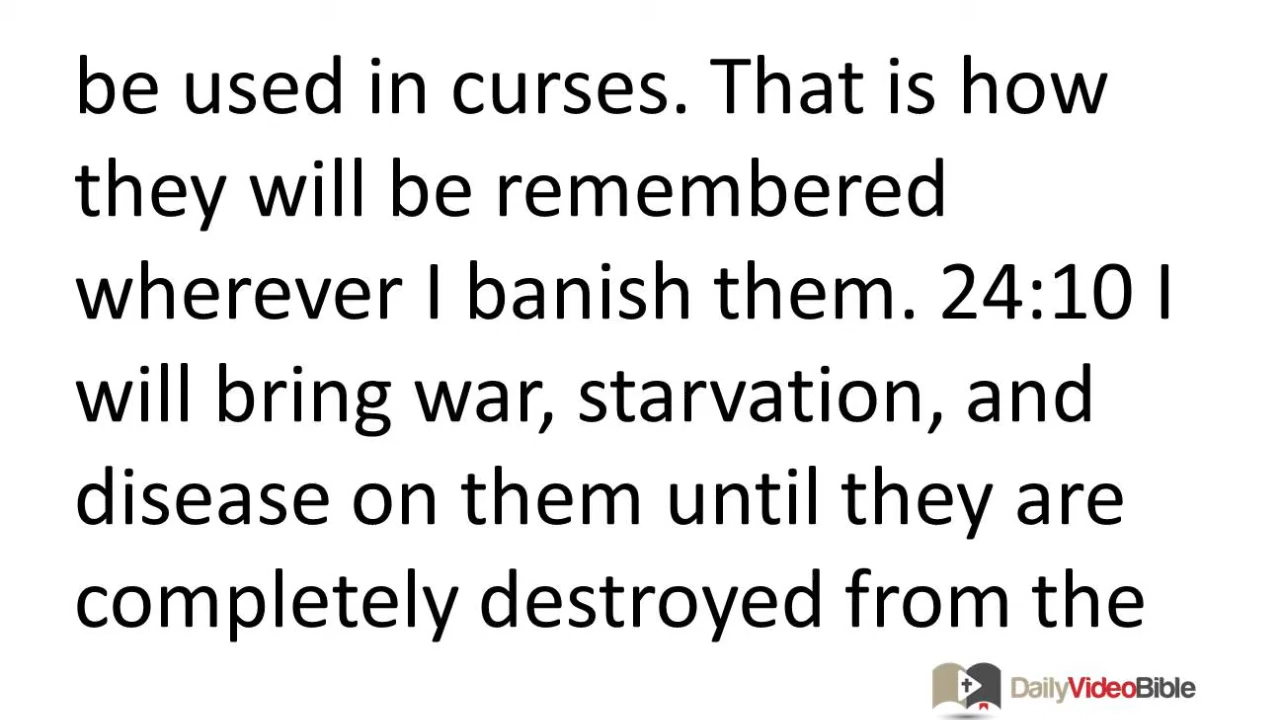 be used in curses. That is how
they will be remembered
wherever I banish them. 24:10 I
will bring war, starvation, and
disease on them until they are
completely destroyed from the
DailyVideoBible